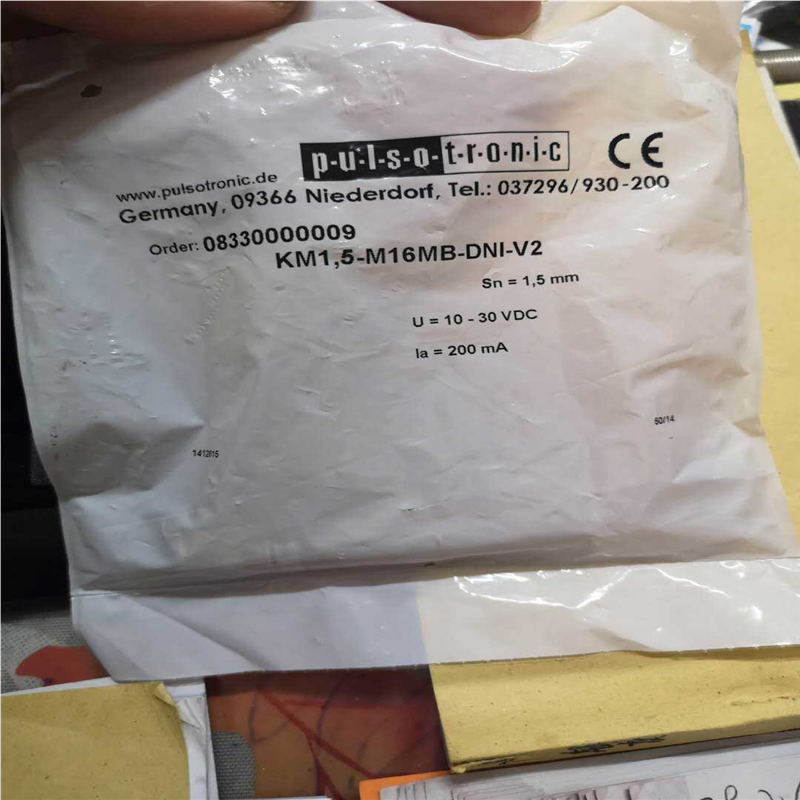 p·u·l·s·o·t·r·o·n·i·c CE
www.pulsotronic.de
Germany, 09366 Niederdorf, Tel.: 037296/930-200
Order: 08330000009
KM1,5-M16MB-DNI-V2
Sn = 1,5 mm
U = 10 - 30 VDC
Ia = 200 mA
50/14
1412/15